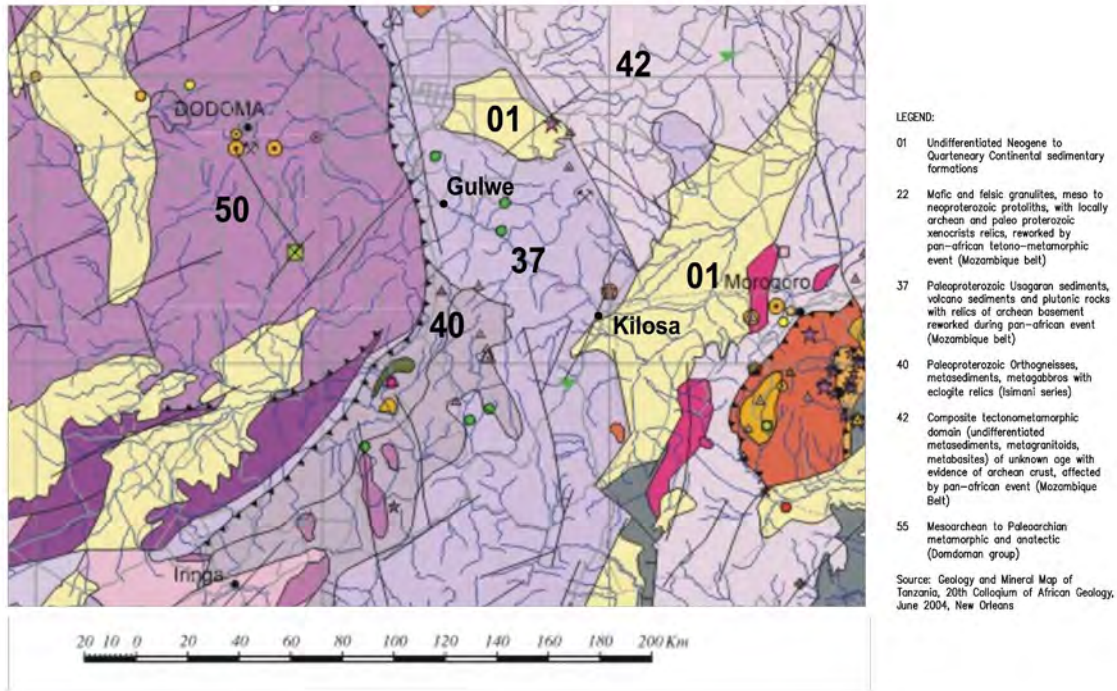 42
01
DODOMA
Gulwe
50
37
01
Morogoro
40
Kilosa
Iringa
20 10 0 20 40 60 80 100 120 140 160 180 200 Km
LEGEND:
01 Undifferentiated Neogene to
Quarteneary Continental sedimentary
formations
22 Mafic and felsic granulites, meso to
neoproterozoic protoliths, with locally
archean and paleo proterozoic
xenocrists relics, reworked by
pan-african tetono-metamorphic
event (Mozambique belt)
37 Paleoproterozoic Usagaran sediments,
volcano sediments and plutonic rocks
with relics of archean basement
reworked during pan-african event
(Mozambique belt)
40 Paleoproterozoic Orthogneisses,
metasediments, metagabbros with
eclogite relics (Isimani series)
42 Composite tectonometamorphic
domain (undifferentiated
metasediments, metagranitoids,
metabasites) of unknown age with
evidence of archean crust, affected
by pan-african event (Mozambique
Belt)
55 Mesoarchean to Paleoarchian
metamorphic and anatectic
(Domdoman group)
Source: Geology and Mineral Map of
Tanzania, 20th Colloqium of African Geology,
June 2004, New Orleans